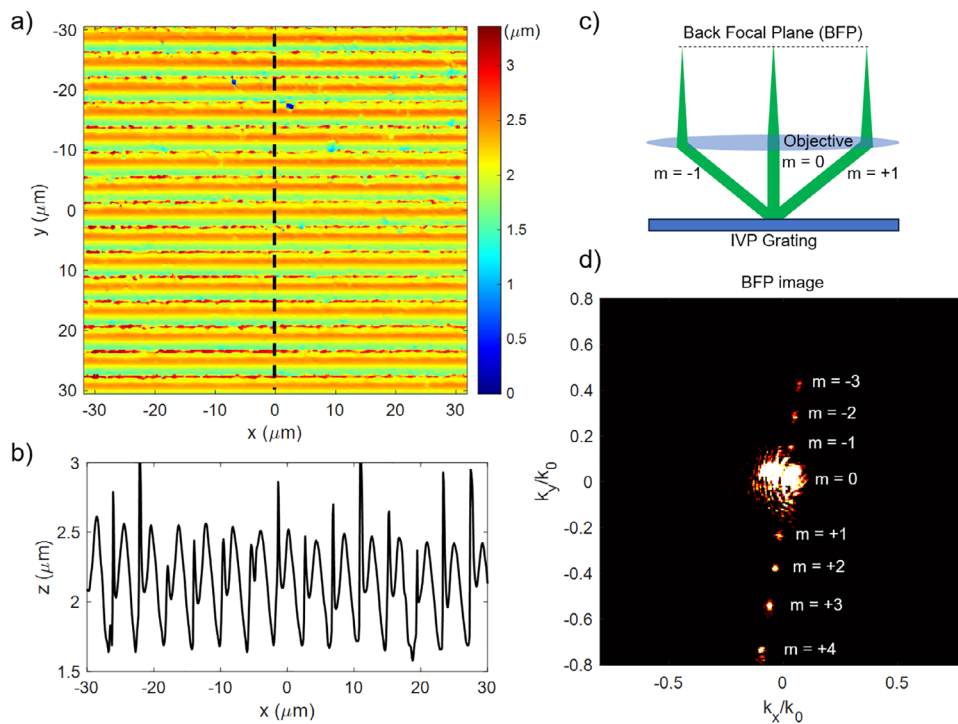 a)
-30
-20
-10
0
10
20
30
y (μm)
-30
-20
-10
0
10
20
30
x (μm)
(μm)
3
2.5
2
1.5
1
0.5
0
b)
3
2.5
2
1.5
z (μm)
-30
-20
-10
0
10
20
30
x (μm)
c)
Back Focal Plane (BFP)
Objective
m = 0
m = -1
m = +1
IVP Grating
d)
BFP image
0.8
0.6
0.4
0.2
0
-0.2
-0.4
-0.6
-0.8
ky/k0
m = -3
m = -2
m = -1
m = 0
m = +1
m = +2
m = +3
m = +4
-0.5
0
0.5
kx/k0